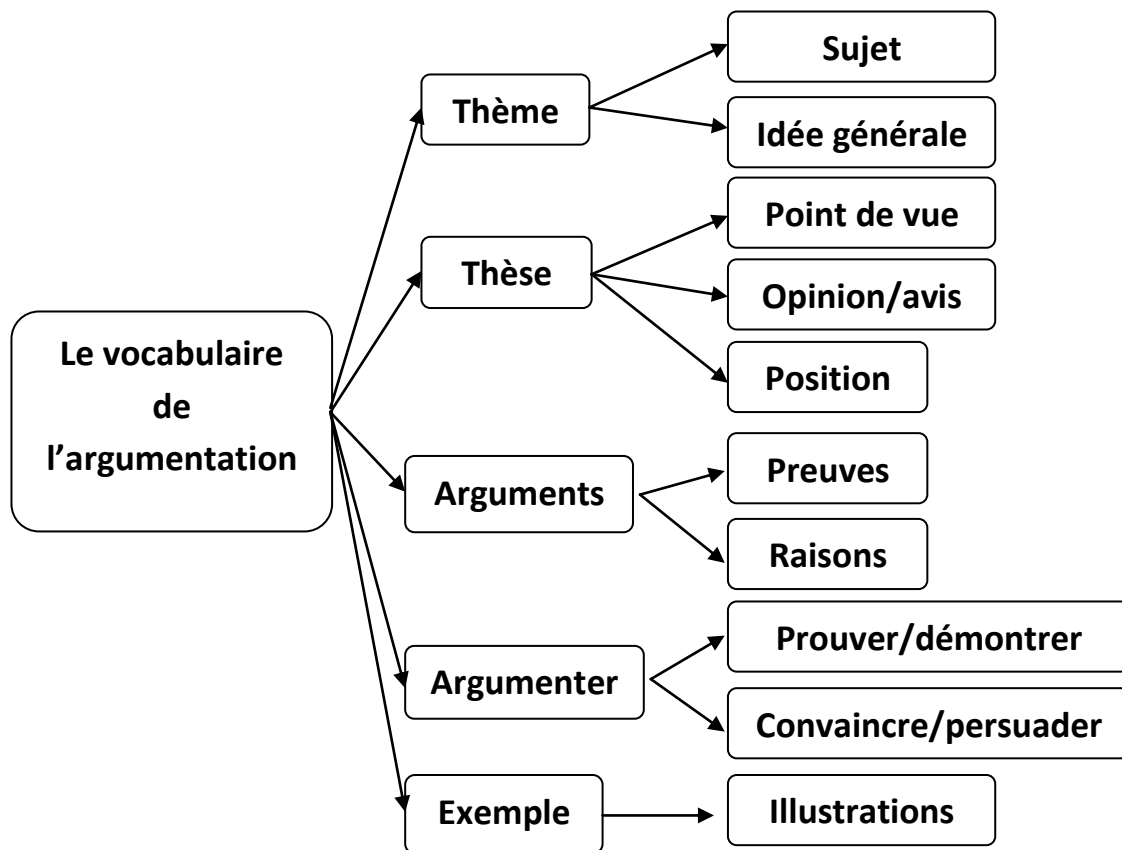 Le vocabulaire
de
l’argumentation
Thème
Sujet
Idée générale
Thèse
Point de vue
Opinion/avis
Position
Arguments
Preuves
Raisons
Argumenter
Prouver/démontrer
Convaincre/persuader
Exemple
Illustrations